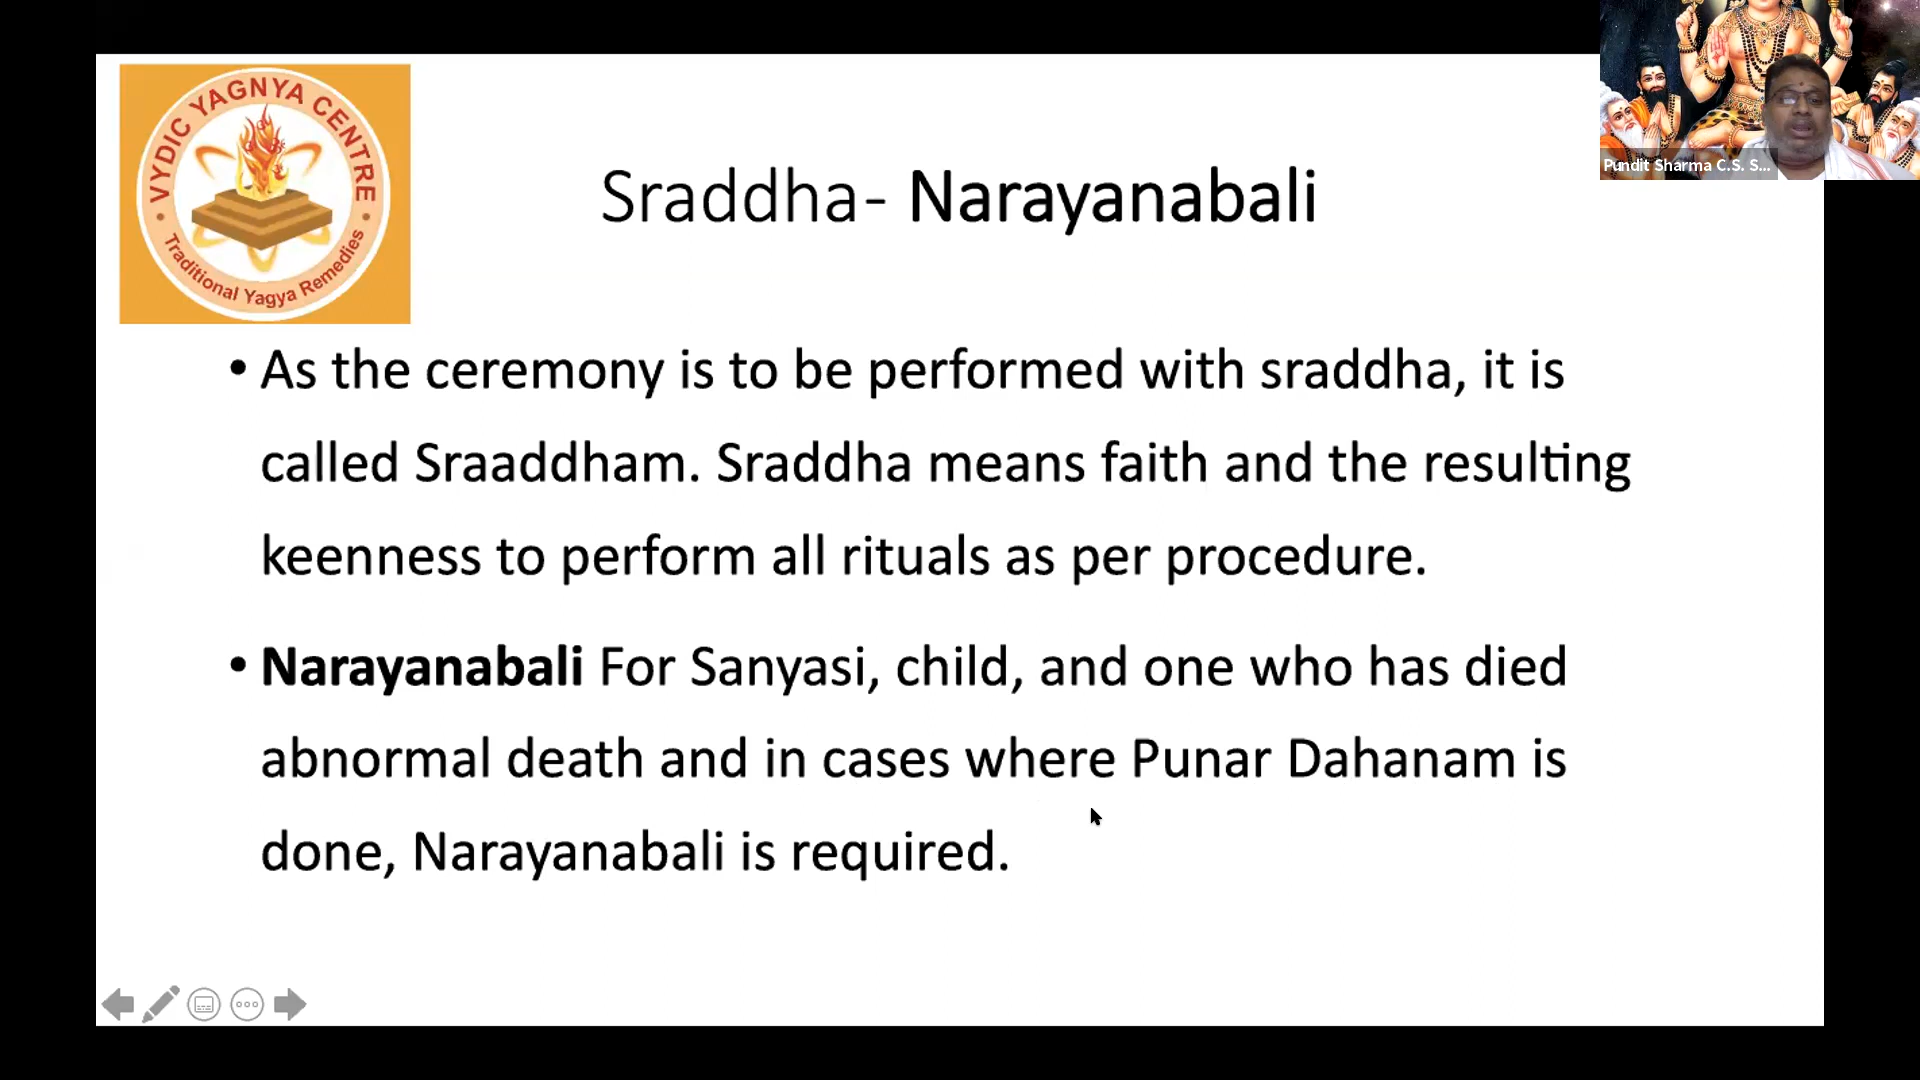 VYDIC YAGNYA CENTRE
Traditional Yagya Remedies
Pundit Sharma C.S. S...
Sraddha- Narayanabali
• As the ceremony is to be performed with sraddha, it is
called Sraaddham. Sraddha means faith and the resulting
keenness to perform all rituals as per procedure.
• Narayanabali For Sanyasi, child, and one who has died
abnormal death and in cases where Punar Dahanam is
done, Narayanabali is required.